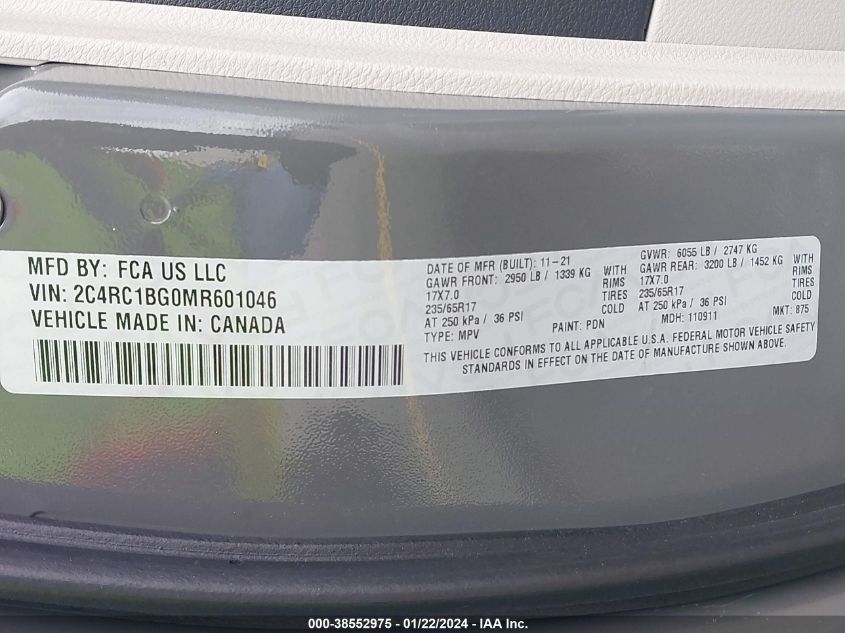 MFD BY: FCA US LLC
VIN: 2C4RC1BG0MR601046
VEHICLE MADE IN: CANADA
DATE OF MFR (BUILT): 11-21
GAWR FRONT: 2950 LB / 1339 KG WITH
17X7.0 RIMS
235/65R17 TIRES
AT 250 kPa / 36 PSI COLD
TYPE: MPV PAINT: PDN
GVWR: 6055 LB / 2747 KG
GAWR REAR: 3200 LB / 1452 KG WITH
17X7.0 RIMS
235/65R17 TIRES
AT 250 kPa / 36 PSI COLD
MDH: 110911 MKT: 875
THIS VEHICLE CONFORMS TO ALL APPLICABLE U.S.A. FEDERAL MOTOR VEHICLE SAFETY
STANDARDS IN EFFECT ON THE DATE OF MANUFACTURE SHOWN ABOVE.
000-38552975 - 01/22/2024 - IAA Inc.